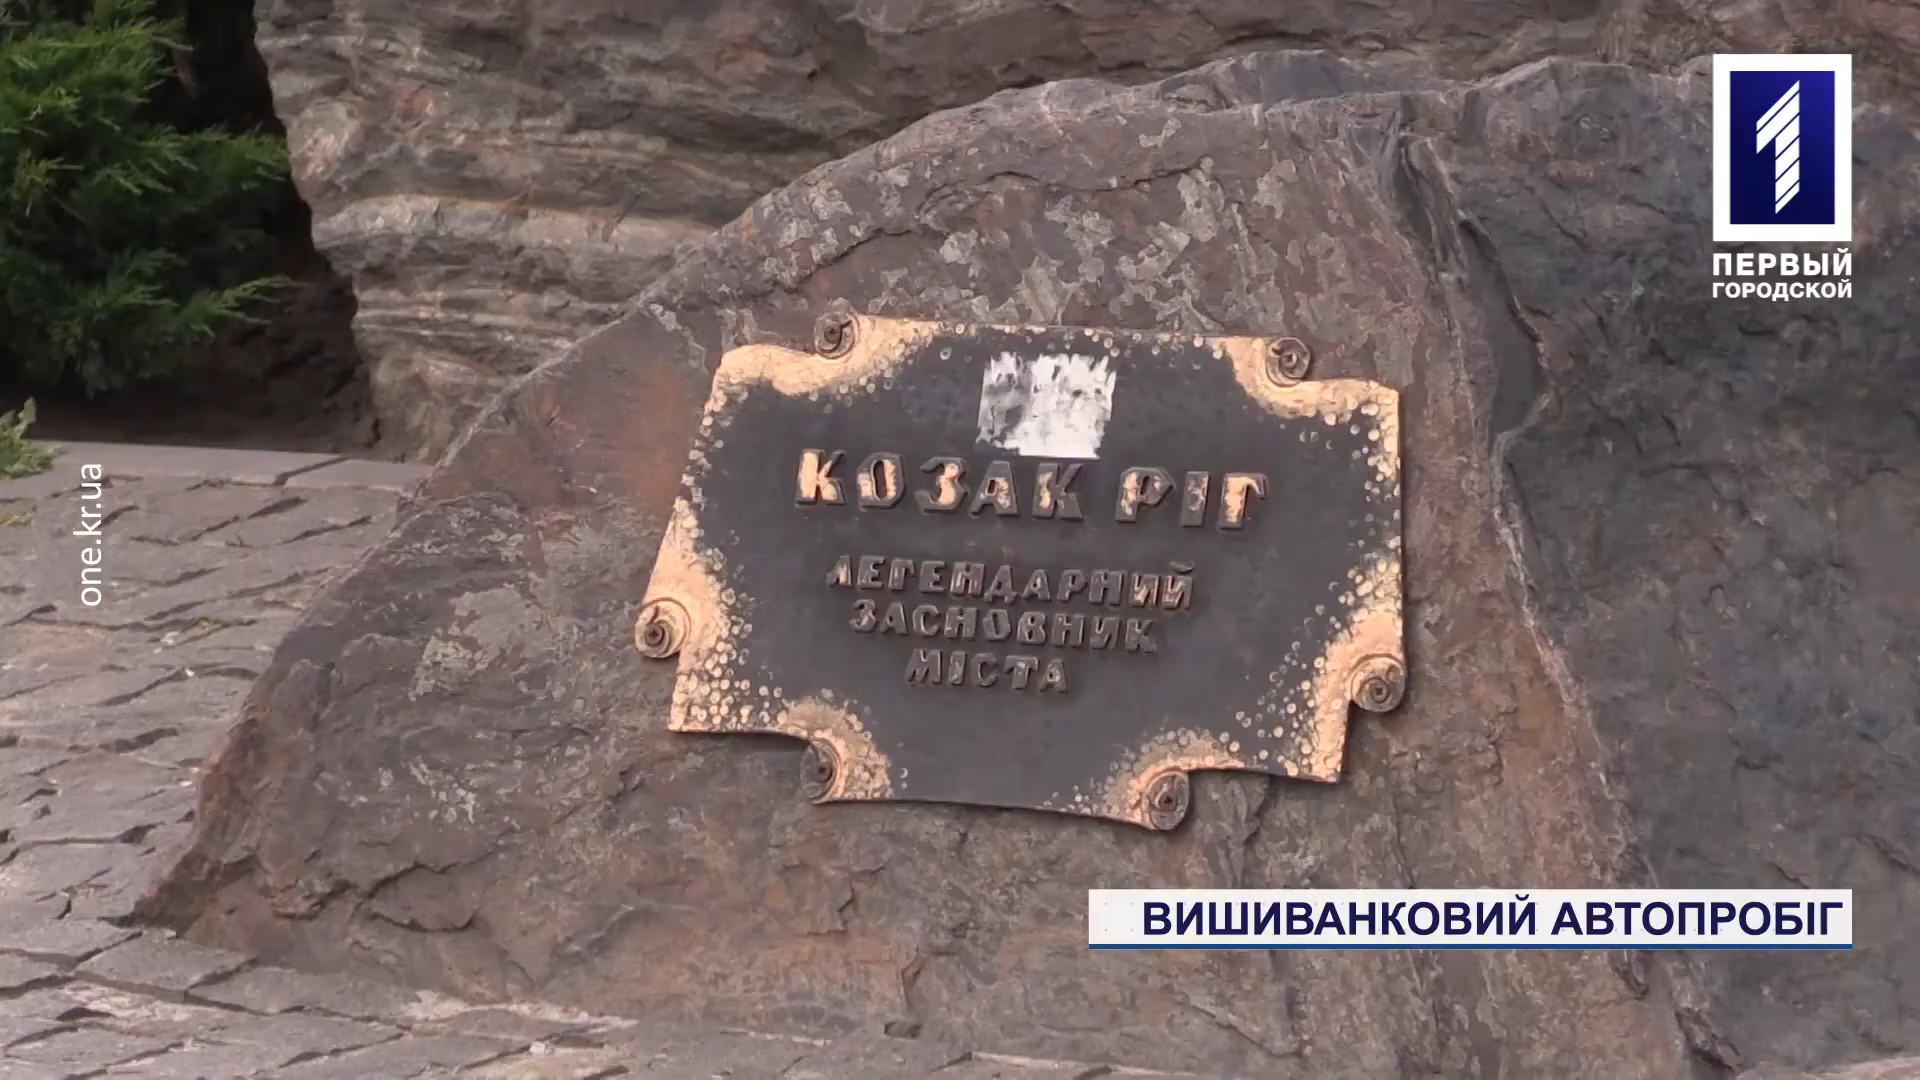 ПЕРВЫЙ
ГОРОДСКОЙ
one.kr.ua
КОЗАК РІГ
ЛЕГЕНДАРНИЙ
ЗАСНОВНИК
МІСТА
ВИШИВАНКОВИЙ АВТОПРОБІГ